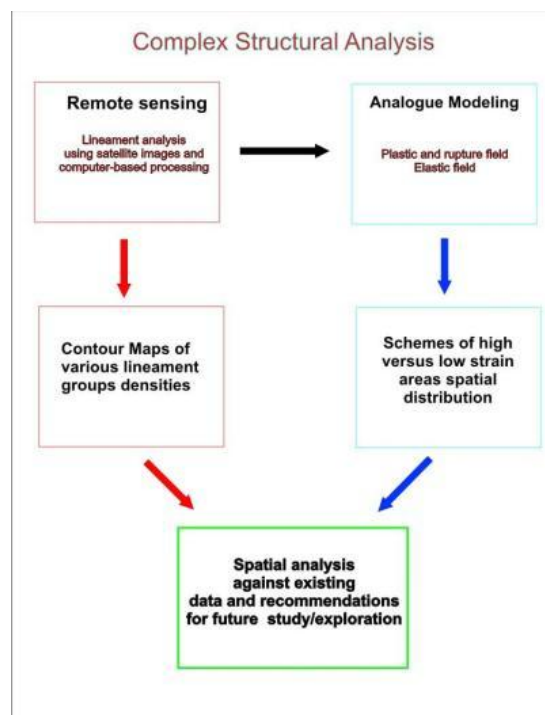 Complex Structural Analysis
Remote sensing
Lineament analysis
using satellite images and
computer-based processing
Analogue Modeling
Plastic and rupture field
Elastic field
Contour Maps of
various lineament
groups densities
Schemes of high
versus low strain
areas spatial
distribution
Spatial analysis
against existing
data and recommendations
for future study/exploration